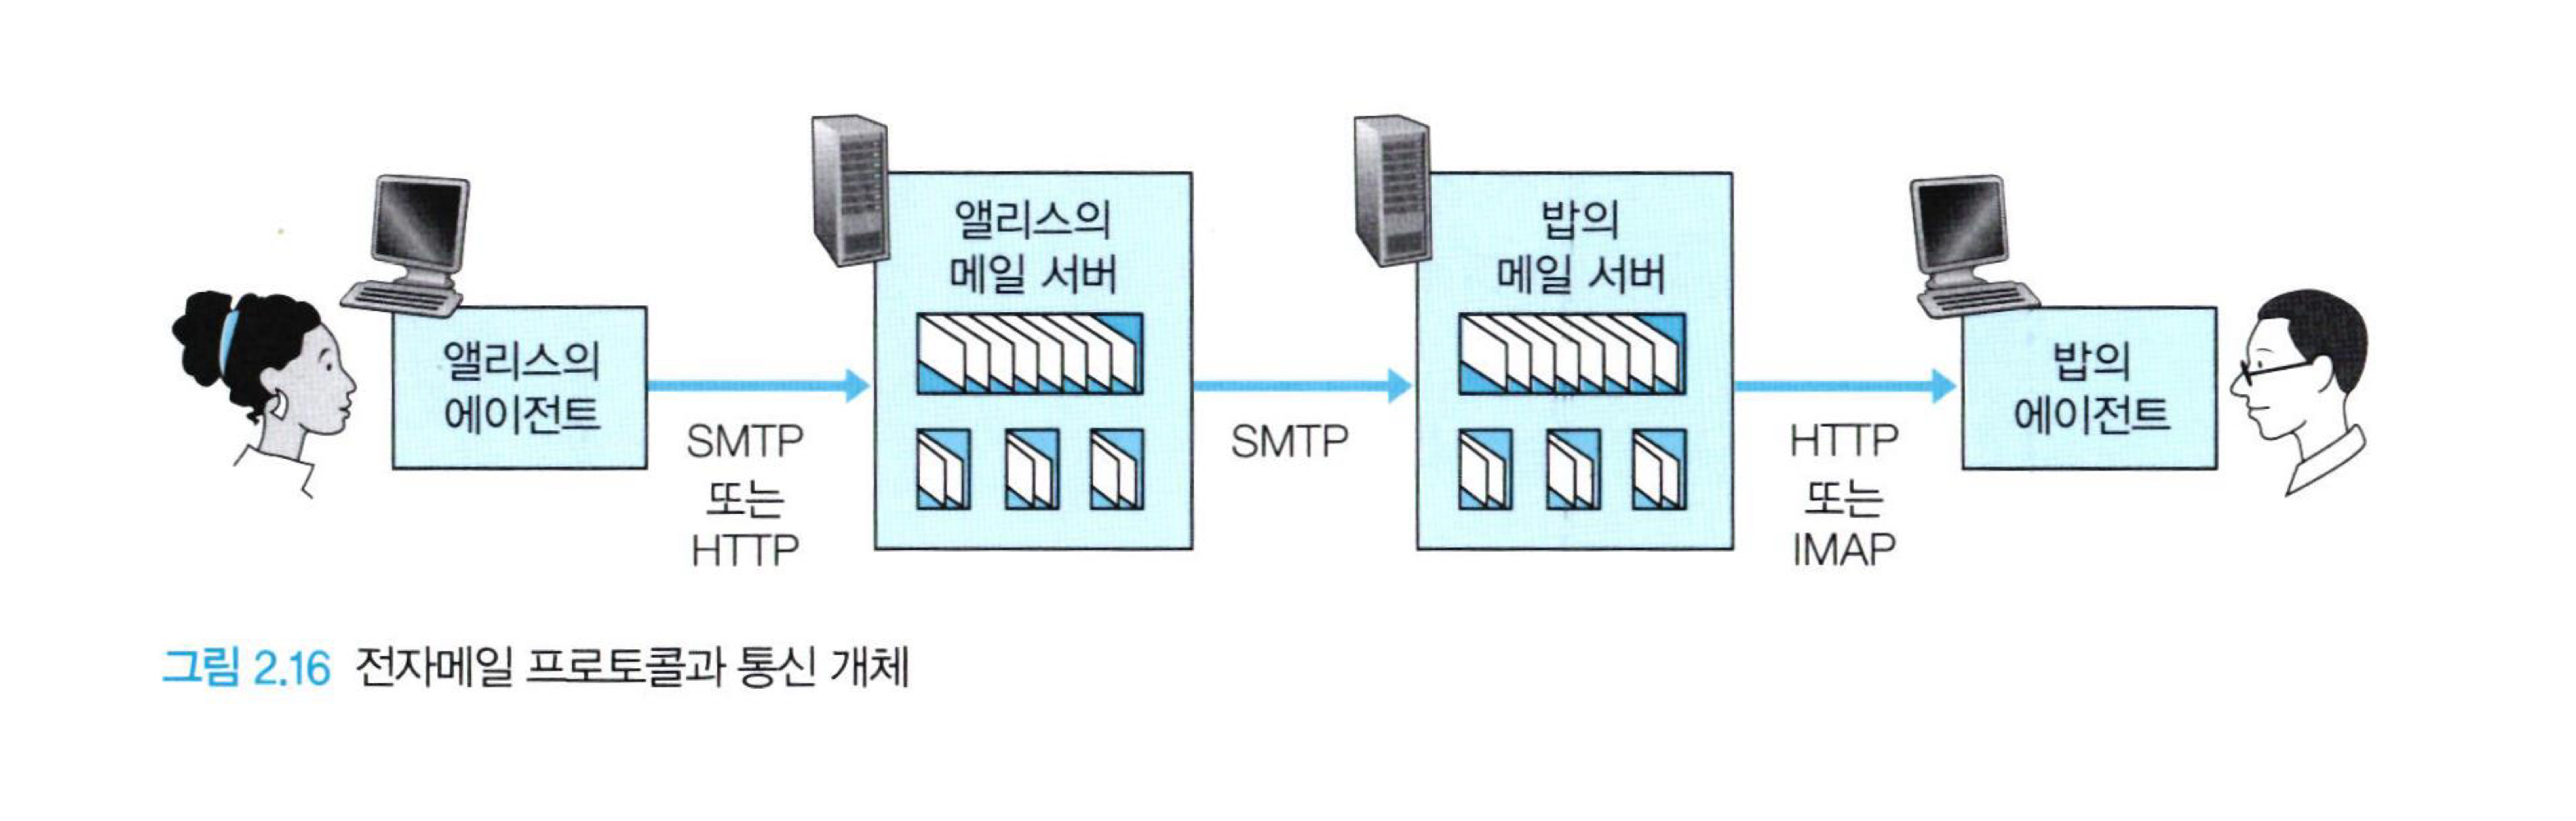 앨리스의
에이전트
SMTP
또는
HTTP
앨리스의
메일 서버
SMTP
밥의
메일 서버
HTTP
또는
IMAP
밥의
에이전트
그림 2.16 전자메일 프로토콜과 통신 개체